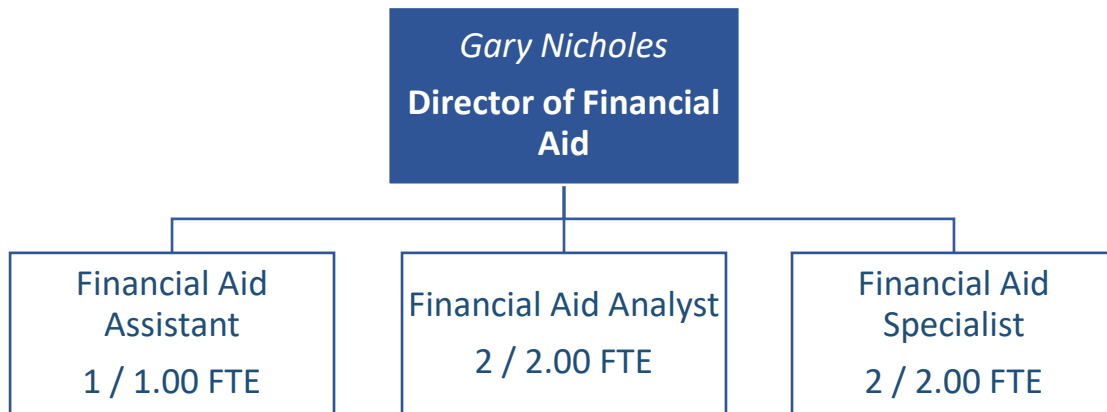 Gary Nicholes
Director of Financial
Aid
Financial Aid
Assistant
1 / 1.00 FTE
Financial Aid Analyst
2 / 2.00 FTE
Financial Aid
Specialist
2 / 2.00 FTE